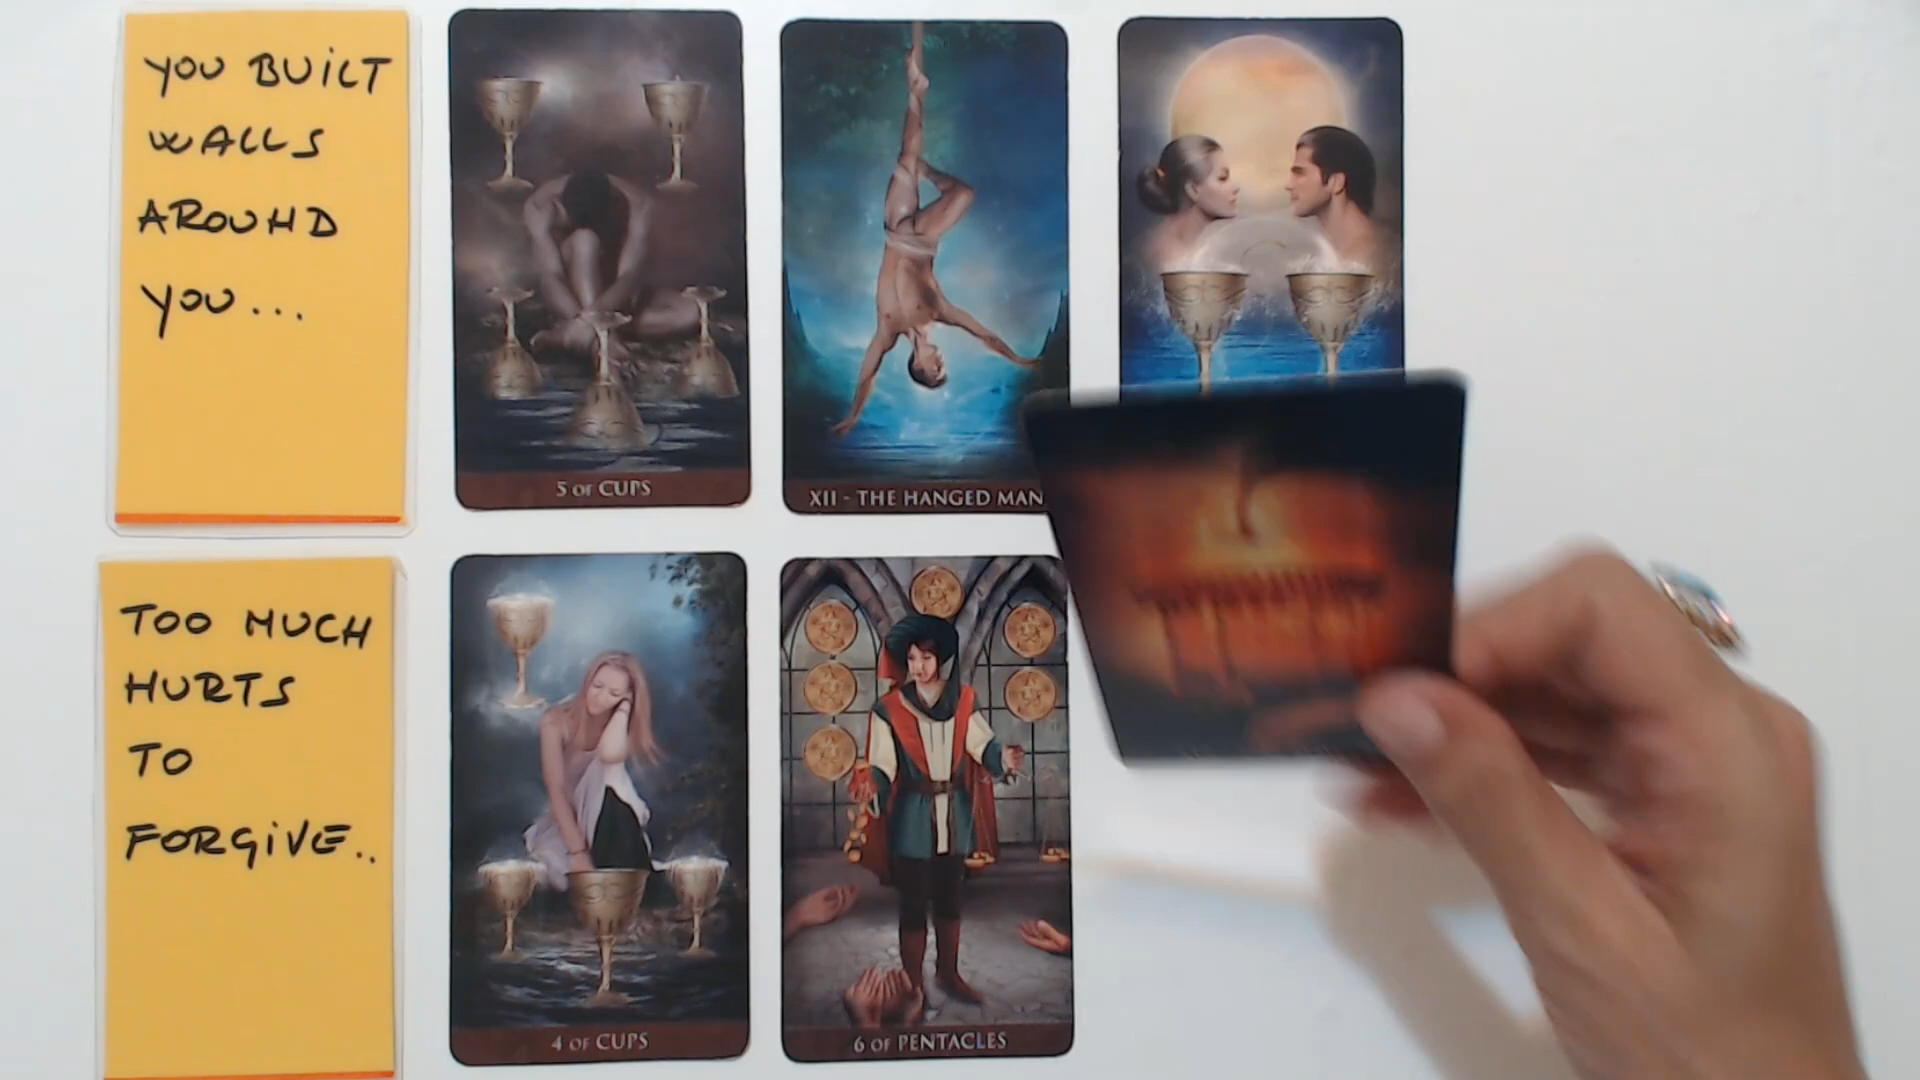 YOU BUILT
WALLS
AROUND
YOU...
5 OF CUPS
XII - THE HANGED MAN
TOO MUCH
HURTS
TO
FORGIVE..
4 OF CUPS
6 OF PENTACLES